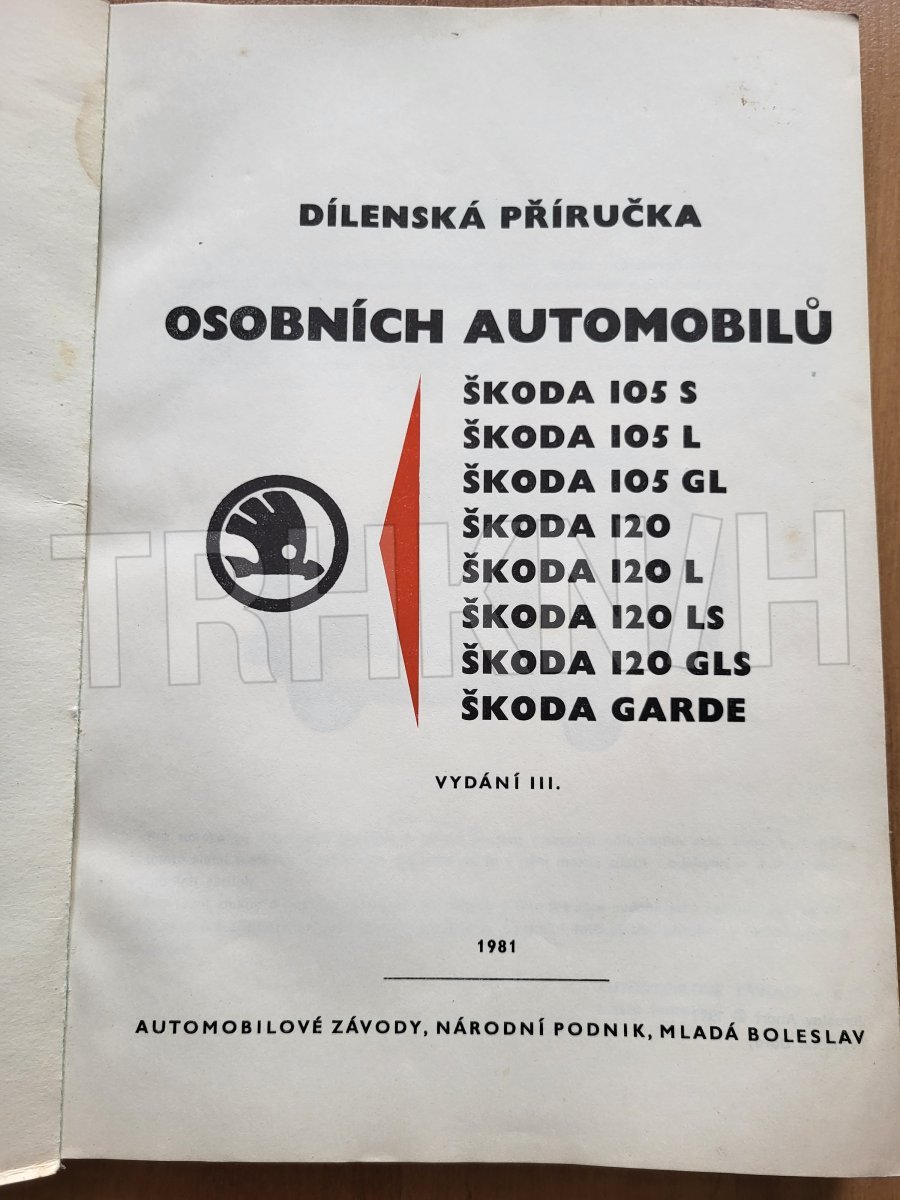 DÍLENSKÁ PŘÍRUČKA
OSOBNÍCH AUTOMOBILŮ
ŠKODA 105 S
ŠKODA 105 L
ŠKODA 105 GL
ŠKODA 120
ŠKODA 120 L
ŠKODA 120 LS
ŠKODA 120 GLS
ŠKODA GARDE
TRHKNIH
VYDÁNÍ III.
1981
AUTOMOBILOVÉ ZÁVODY, NÁRODNÍ PODNIK, MLADÁ BOLESLAV